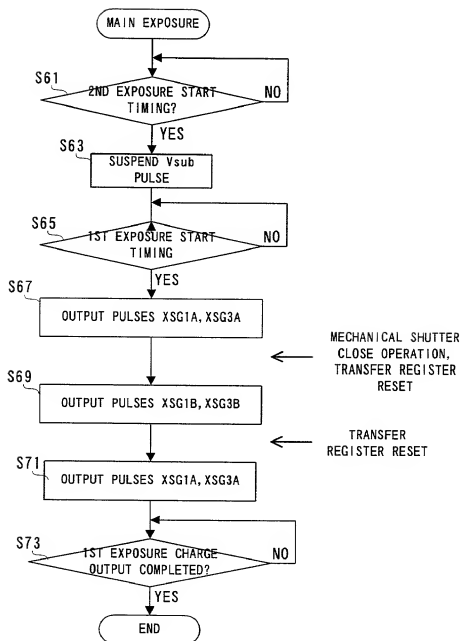 MAIN EXPOSURE
S61
2ND EXPOSURE START
TIMING?
NO
YES
S63
SUSPEND Vsub
PULSE
S65
1ST EXPOSURE START
TIMING
NO
YES
S67
OUTPUT PULSES XSG1A, XSG3A
MECHANICAL SHUTTER
CLOSE OPERATION,
TRANSFER REGISTER
RESET
S69
OUTPUT PULSES XSG1B, XSG3B
TRANSFER
REGISTER RESET
S71
OUTPUT PULSES XSG1A, XSG3A
S73
1ST EXPOSURE CHARGE
OUTPUT COMPLETED?
NO
YES
END